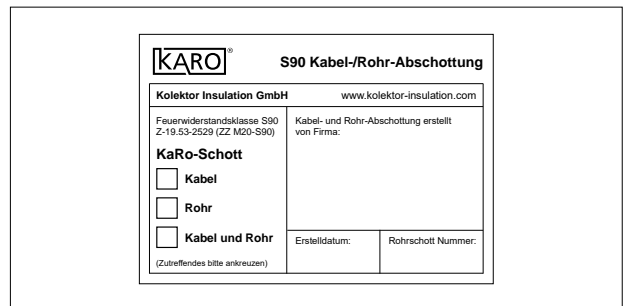 KARO®
S90 Kabel-/Rohr-Abschottung
Kolektor Insulation GmbH
www.kolektor-insulation.com
Feuerwiderstandsklasse S90
Z-19.53-2529 (ZZ M20-S90)
KaRo-Schott
Kabel
Rohr
Kabel und Rohr
(Zutreffendes bitte ankreuzen)
Kabel- und Rohr-Abschottung erstellt
von Firma:
Erstelldatum:
Rohrschott Nummer: